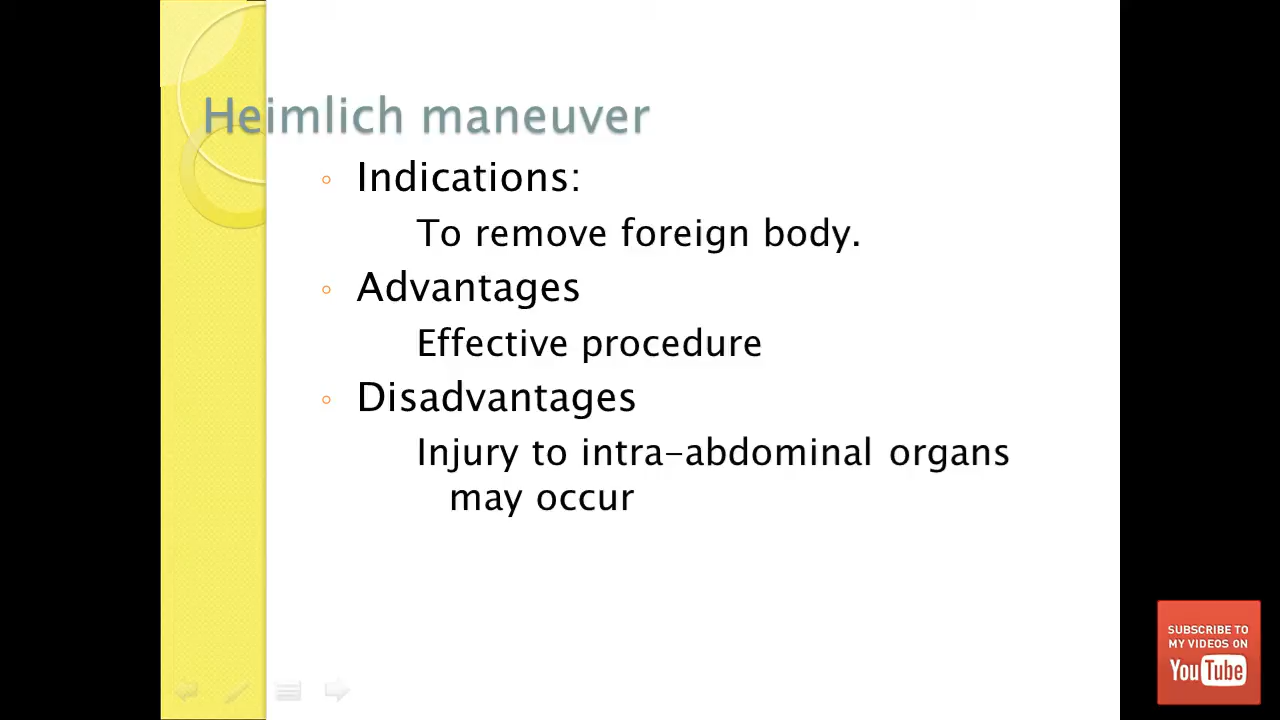 Heimlich maneuver
Indications:
To remove foreign body.
Advantages
Effective procedure
Disadvantages
Injury to intra-abdominal organs
may occur
SUBSCRIBE TO
MY VIDEOS ON
YouTube